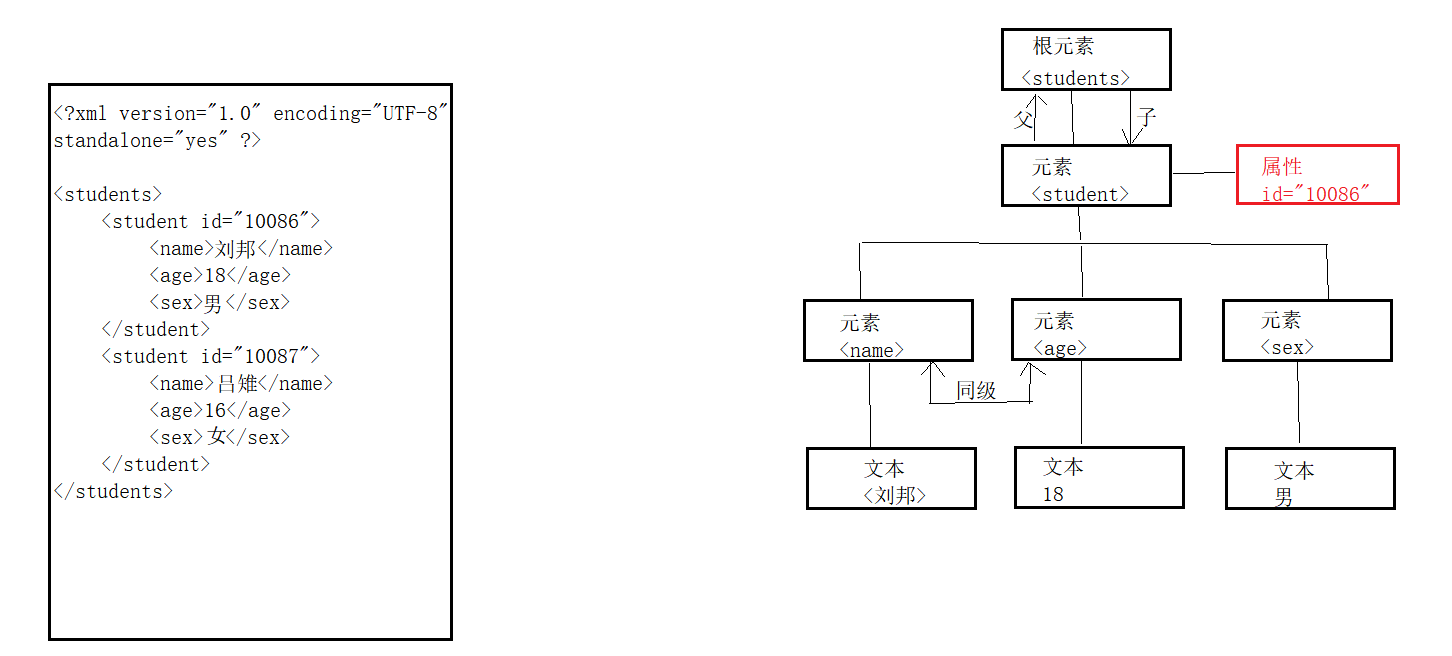 <?xml version="1.0" encoding="UTF-8"
standalone="yes" ?>
<students>
<student id="10086">
<name>刘邦</name>
<age>18</age>
<sex>男</sex>
</student>
<student id="10087">
<name>吕雉</name>
<age>16</age>
<sex>女</sex>
</student>
</students>
根元素
<students>
父
子
元素
<student>
属性
id="10086"
元素
<name>
元素
<age>
元素
<sex>
同级
文本
<刘邦>
文本
18
文本
男